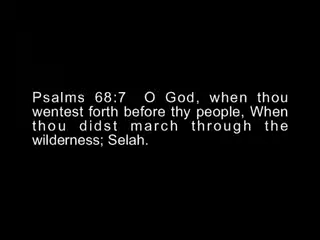 Psalms 68:7 O God, when thou
wentest forth before thy people, When
thou didst march through the
wilderness; Selah.